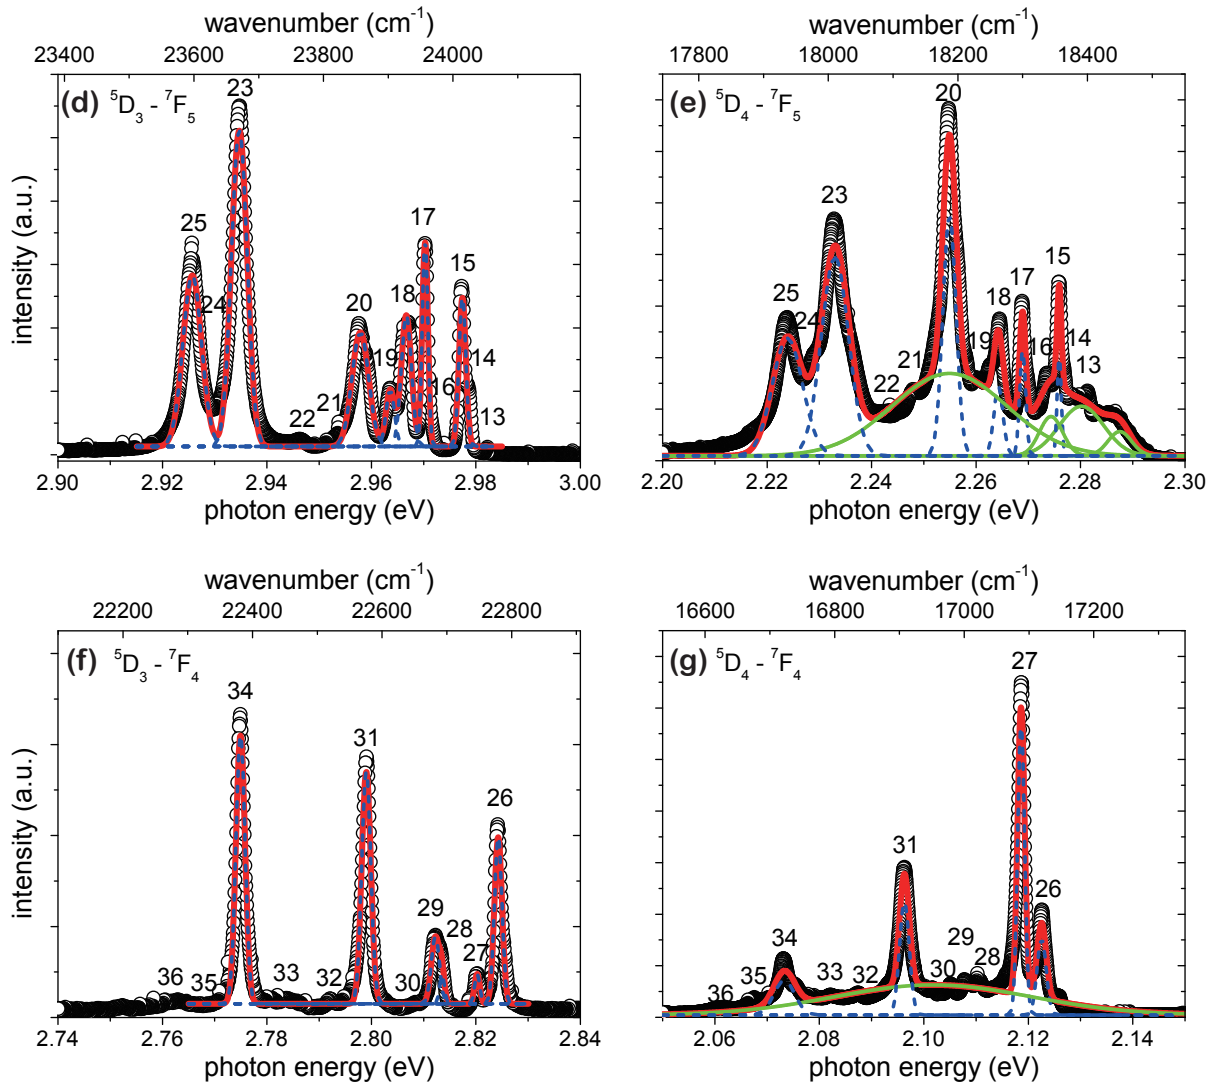 wavenumber (cm⁻¹)
23400 23600 23800 24000
(d) ⁵D₃ - ⁷F₅
23
25
24
22
21
20
19
18
17
16
15
14
13
intensity (a.u.)
2.90 2.92 2.94 2.96 2.98 3.00
photon energy (eV)
wavenumber (cm⁻¹)
17800 18000 18200 18400
(e) ⁵D₄ - ⁷F₅
20
23
25
24
22
21
19
18
17
16
15
14
13
2.20 2.22 2.24 2.26 2.28 2.30
photon energy (eV)
wavenumber (cm⁻¹)
22200 22400 22600 22800
(f) ⁵D₃ - ⁷F₄
34
31
26
29
28
27
36
35
33
32
30
intensity (a.u.)
2.74 2.76 2.78 2.80 2.82 2.84
photon energy (eV)
wavenumber (cm⁻¹)
16600 16800 17000 17200
(g) ⁵D₄ - ⁷F₄
27
31
26
34
29
28
36
35
33
32
30
2.06 2.08 2.10 2.12 2.14
photon energy (eV)